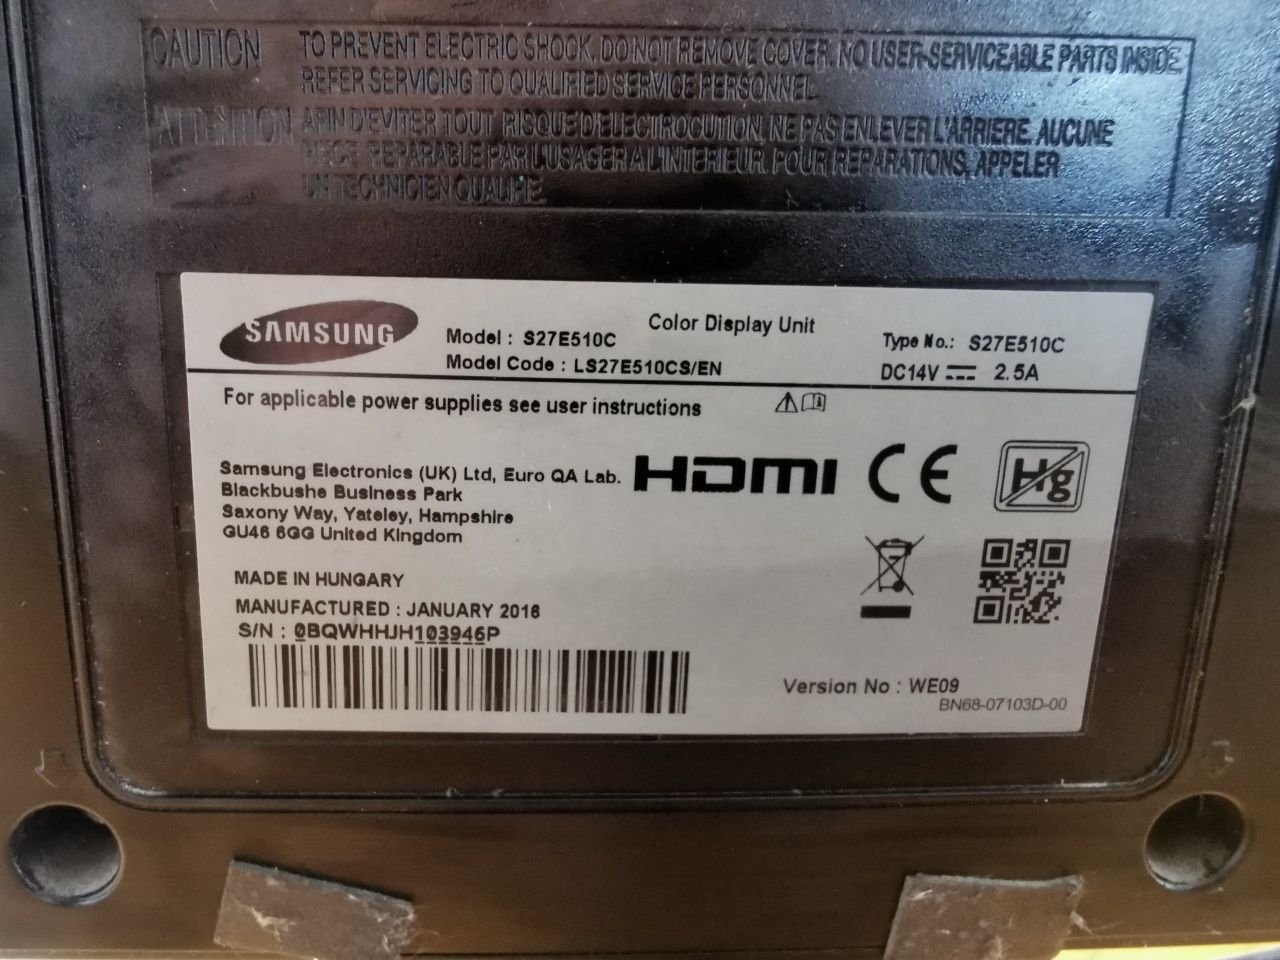 CAUTION TO PREVENT ELECTRIC SHOCK, DO NOT REMOVE COVER. NO USER-SERVICEABLE PARTS INSIDE
REFER SERVICING TO QUALIFIED SERVICE PERSONNEL.
ATTENTION AFIN D'EVITER TOUT RISQUE D'ELECTROCUTION, NE PAS ENLEVER L'ARRIERE. AUCUNE
PIECE REPARABLE PAR L'USAGER A L'INTERIEUR. POUR REPARATIONS, APPELER
UN TECHNICIEN QUALIFIE.
SAMSUNG
Color Display Unit
Model : S27E510C
Type No.: S27E510C
Model Code : LS27E510CS/EN
DC14V 2.5A
For applicable power supplies see user instructions
Samsung Electronics (UK) Ltd, Euro QA Lab.
Blackbushe Business Park
Saxony Way, Yateley, Hampshire
GU46 6GG United Kingdom
HDMI CE Hg
MADE IN HUNGARY
MANUFACTURED : JANUARY 2016
S/N : 0BQWHHJH103946P
Version No : WE09
BN68-07103D-00